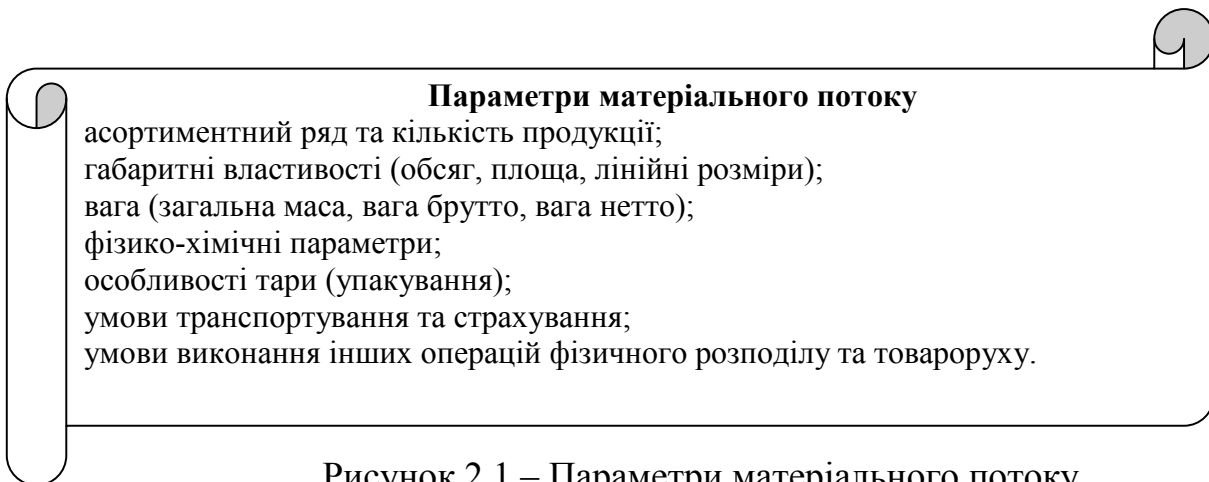 Параметри матеріального потоку
асортиментний ряд та кількість продукції;
габаритні властивості (обсяг, площа, лінійні розміри);
вага (загальна маса, вага брутто, вага нетто);
фізико-хімічні параметри;
особливості тари (упакування);
умови транспортування та страхування;
умови виконання інших операцій фізичного розподілу та товароруху.
Рисунок 2.1 – Параметри матеріального потоку